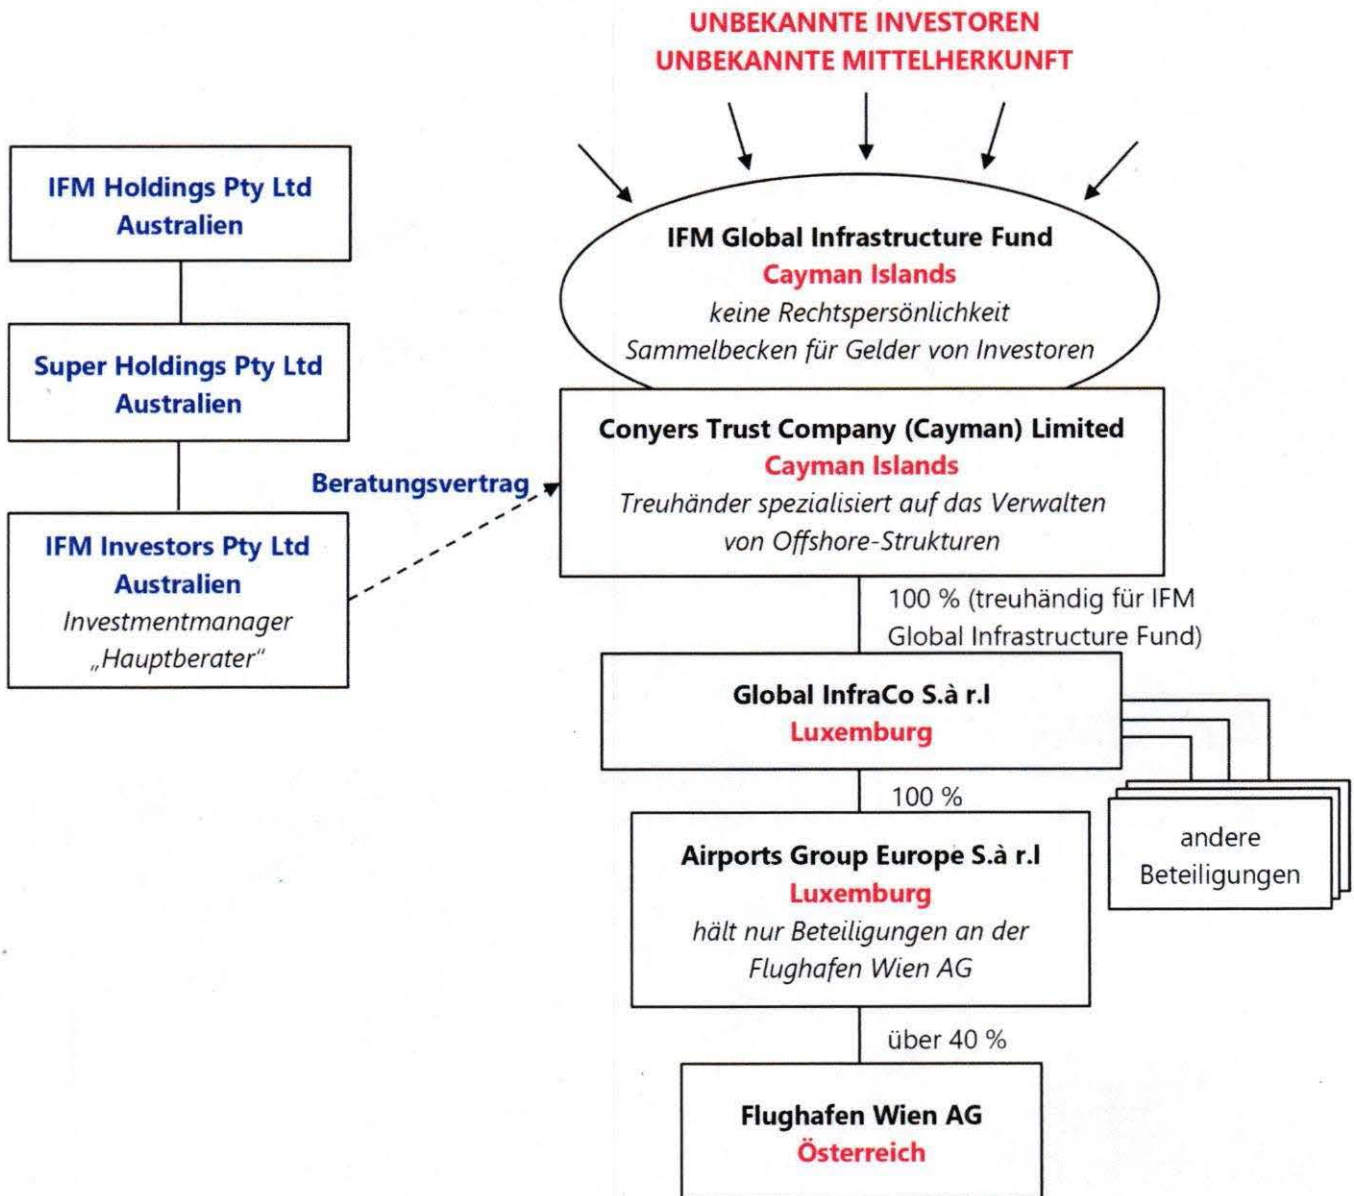 UNBEKANNTE INVESTOREN
UNBEKANNTE MITTELHERKUNFT
IFM Holdings Pty Ltd
Australien
Super Holdings Pty Ltd
Australien
IFM Investors Pty Ltd
Australien
Investmentmanager
„Hauptberater“
Beratungsvertrag
IFM Global Infrastructure Fund
Cayman Islands
keine Rechtspersönlichkeit
Sammelbecken für Gelder von Investoren
Conyers Trust Company (Cayman) Limited
Cayman Islands
Treuhänder spezialisiert auf das Verwalten
von Offshore-Strukturen
100 % (treuhändig für IFM
Global Infrastructure Fund)
Global InfraCo S.à r.l
Luxemburg
100 %
andere
Beteiligungen
Airports Group Europe S.à r.l
Luxemburg
hält nur Beteiligungen an der
Flughafen Wien AG
über 40 %
Flughafen Wien AG
Österreich